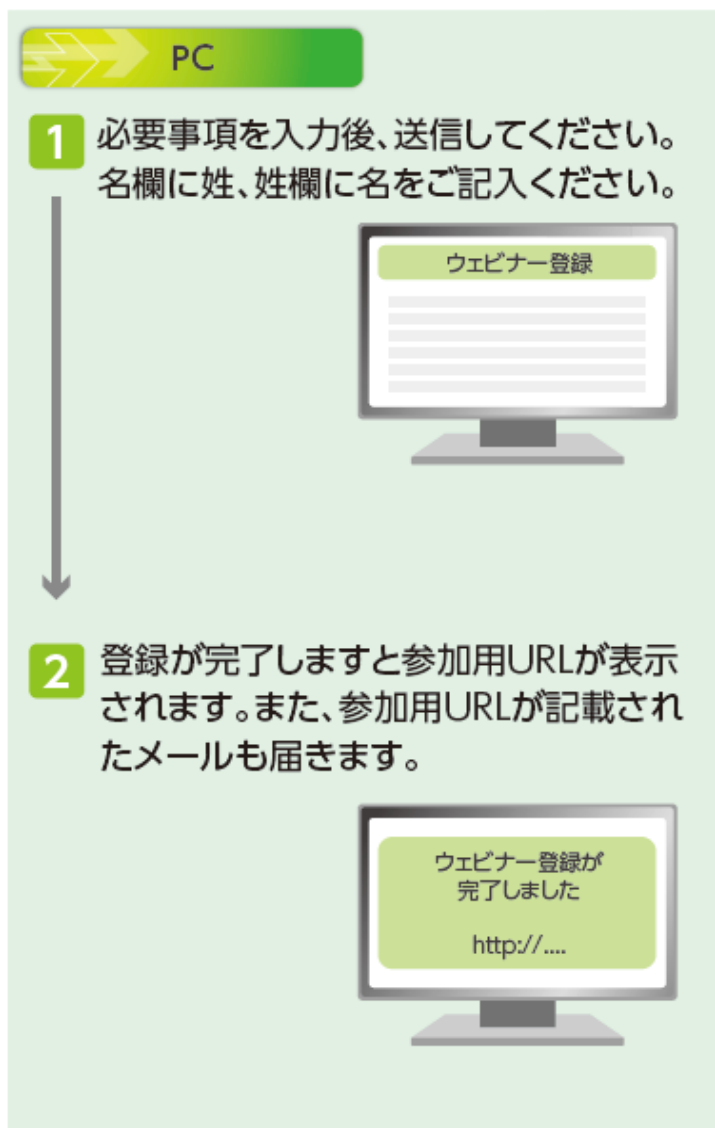 PC
1 必要事項を入力後、送信してください。
名欄に姓、姓欄に名をご記入ください。
ウェビナー登録
2 登録が完了しますと参加用URLが表示
されます。また、参加用URLが記載され
たメールも届きます。
ウェビナー登録が
完了しました
http://....